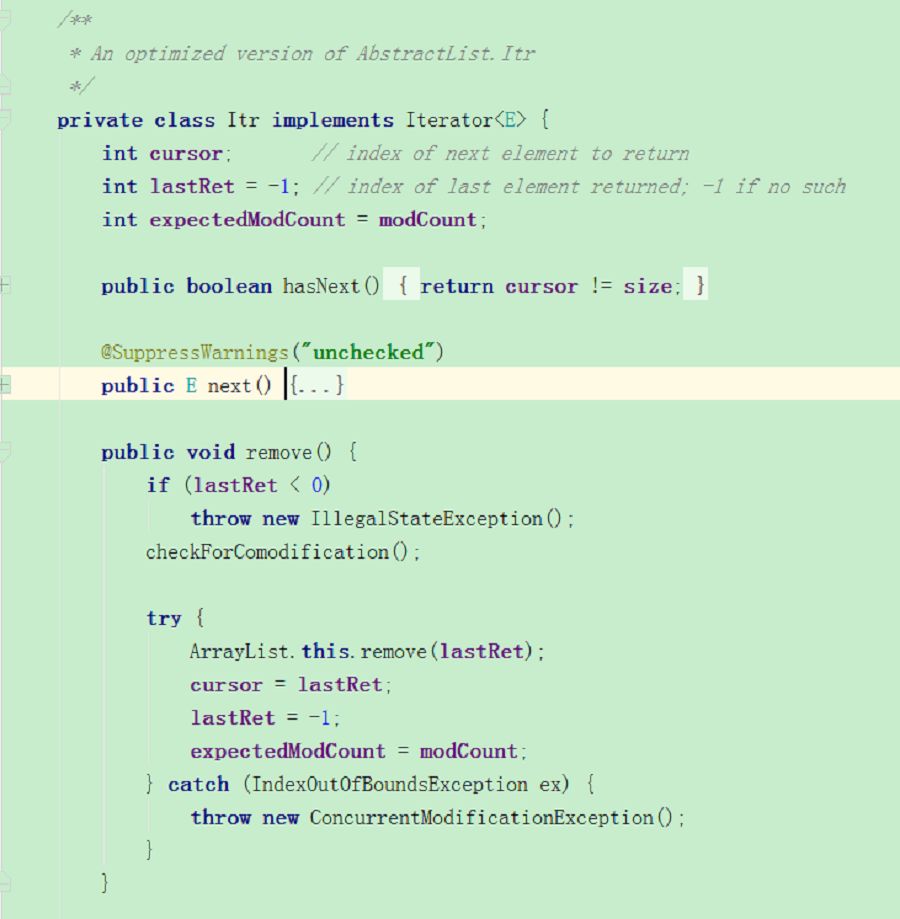 /**
 * An optimized version of AbstractList.Itr
 */
private class Itr implements Iterator<E> {
    int cursor;       // index of next element to return
    int lastRet = -1; // index of last element returned; -1 if no such
    int expectedModCount = modCount;
    public boolean hasNext() { return cursor != size; }
    @SuppressWarnings("unchecked")
    public E next() {...}
    public void remove() {
        if (lastRet < 0)
            throw new IllegalStateException();
        checkForComodification();
        try {
            ArrayList.this.remove(lastRet);
            cursor = lastRet;
            lastRet = -1;
            expectedModCount = modCount;
        } catch (IndexOutOfBoundsException ex) {
            throw new ConcurrentModificationException();
        }
    }